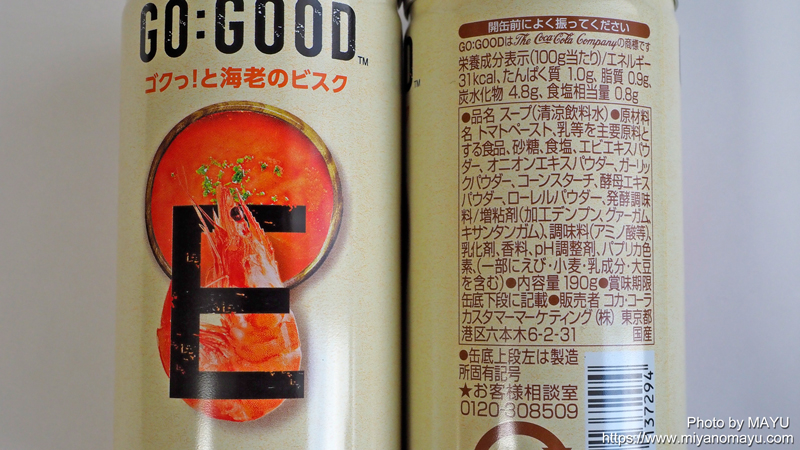 GO:GOOD™
ゴクっ!と海老のビスク
E
開缶前によく振ってください
GO:GOODはThe Coca-Cola Companyの商標です
栄養成分表示(100g当たり)/エネルギー
31kcal、たんぱく質 1.0g、脂質 0.9g、
炭水化物 4.8g、食塩相当量 0.8g
●品名 スープ(清涼飲料水)●原材料
名 トマトペースト、乳等を主要原料と
する食品、砂糖、食塩、エビエキスパウ
ダー、オニオンエキスパウダー、ガーリッ
クパウダー、コーンスターチ、酵母エキス
パウダー、ローレルパウダー、発酵調味
料/増粘剤(加工デンプン、グァーガム、
キサンタンガム)、調味料(アミノ酸等)、
乳化剤、香料、pH調整剤、パプリカ色
素、(一部にえび・小麦・乳成分・大豆
を含む)●内容量 190g●賞味期限
缶底下段に記載●販売者 コカ・コーラ
カスタマーマーケティング(株) 東京都
港区六本木6-2-31 国産
●缶底上段左は製造
所固有記号
★お客様相談室
0120-308509
137294
Photo by MAYU
https://www.miyanomayu.com/